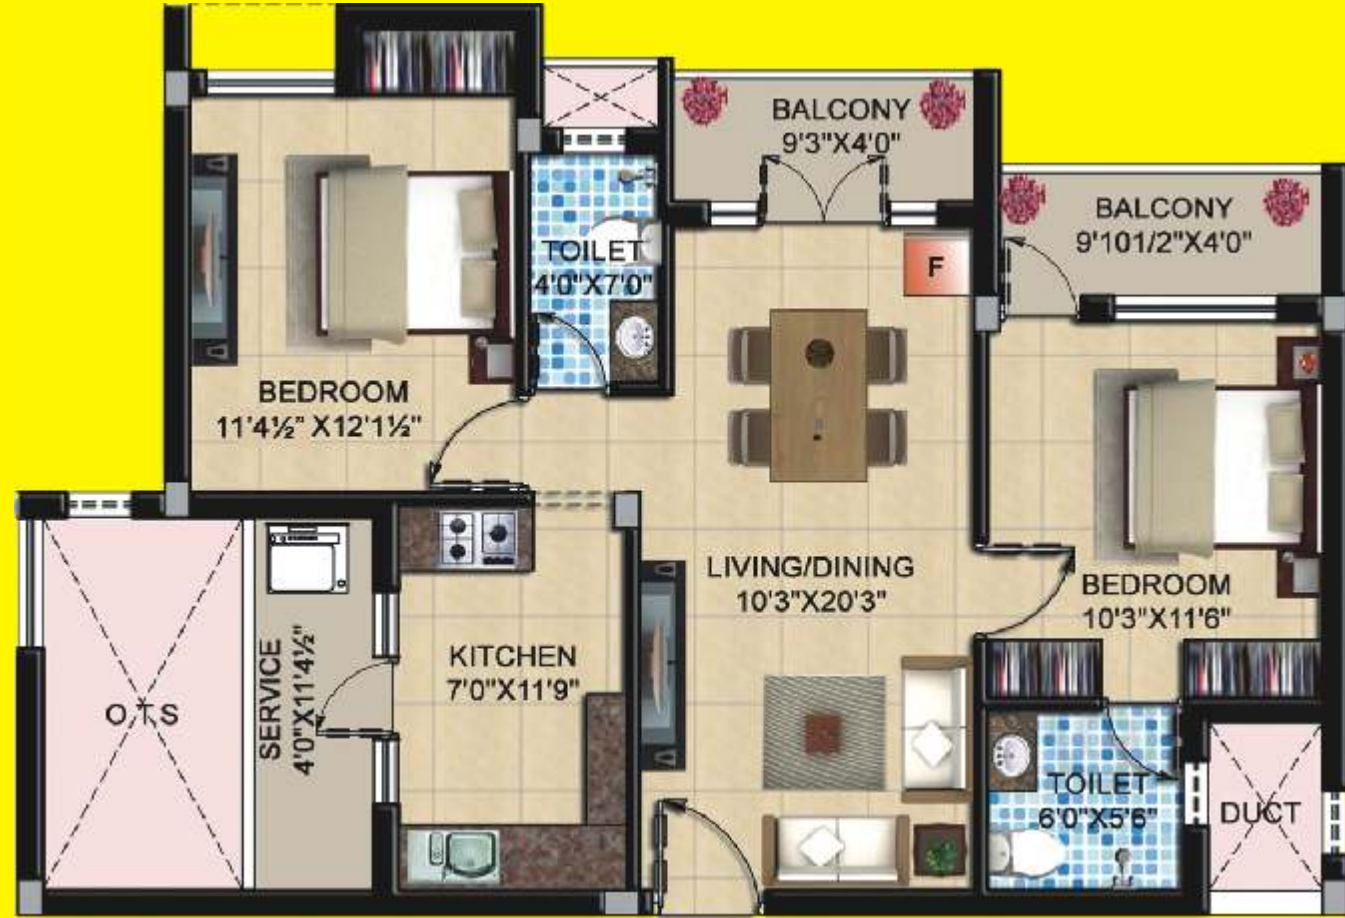 BALCONY
9'3"X4'0"
BALCONY
9'101/2"X4'0"
TOILET
4'0"X7'0"
F
BEDROOM
11'4½" X12'1½"
LIVING/DINING
10'3"X20'3"
BEDROOM
10'3"X11'6"
KITCHEN
7'0"X11'9"
O.T.S
SERVICE
4'0"X11'4½"
TOILET
6'0"X5'6"
DUCT